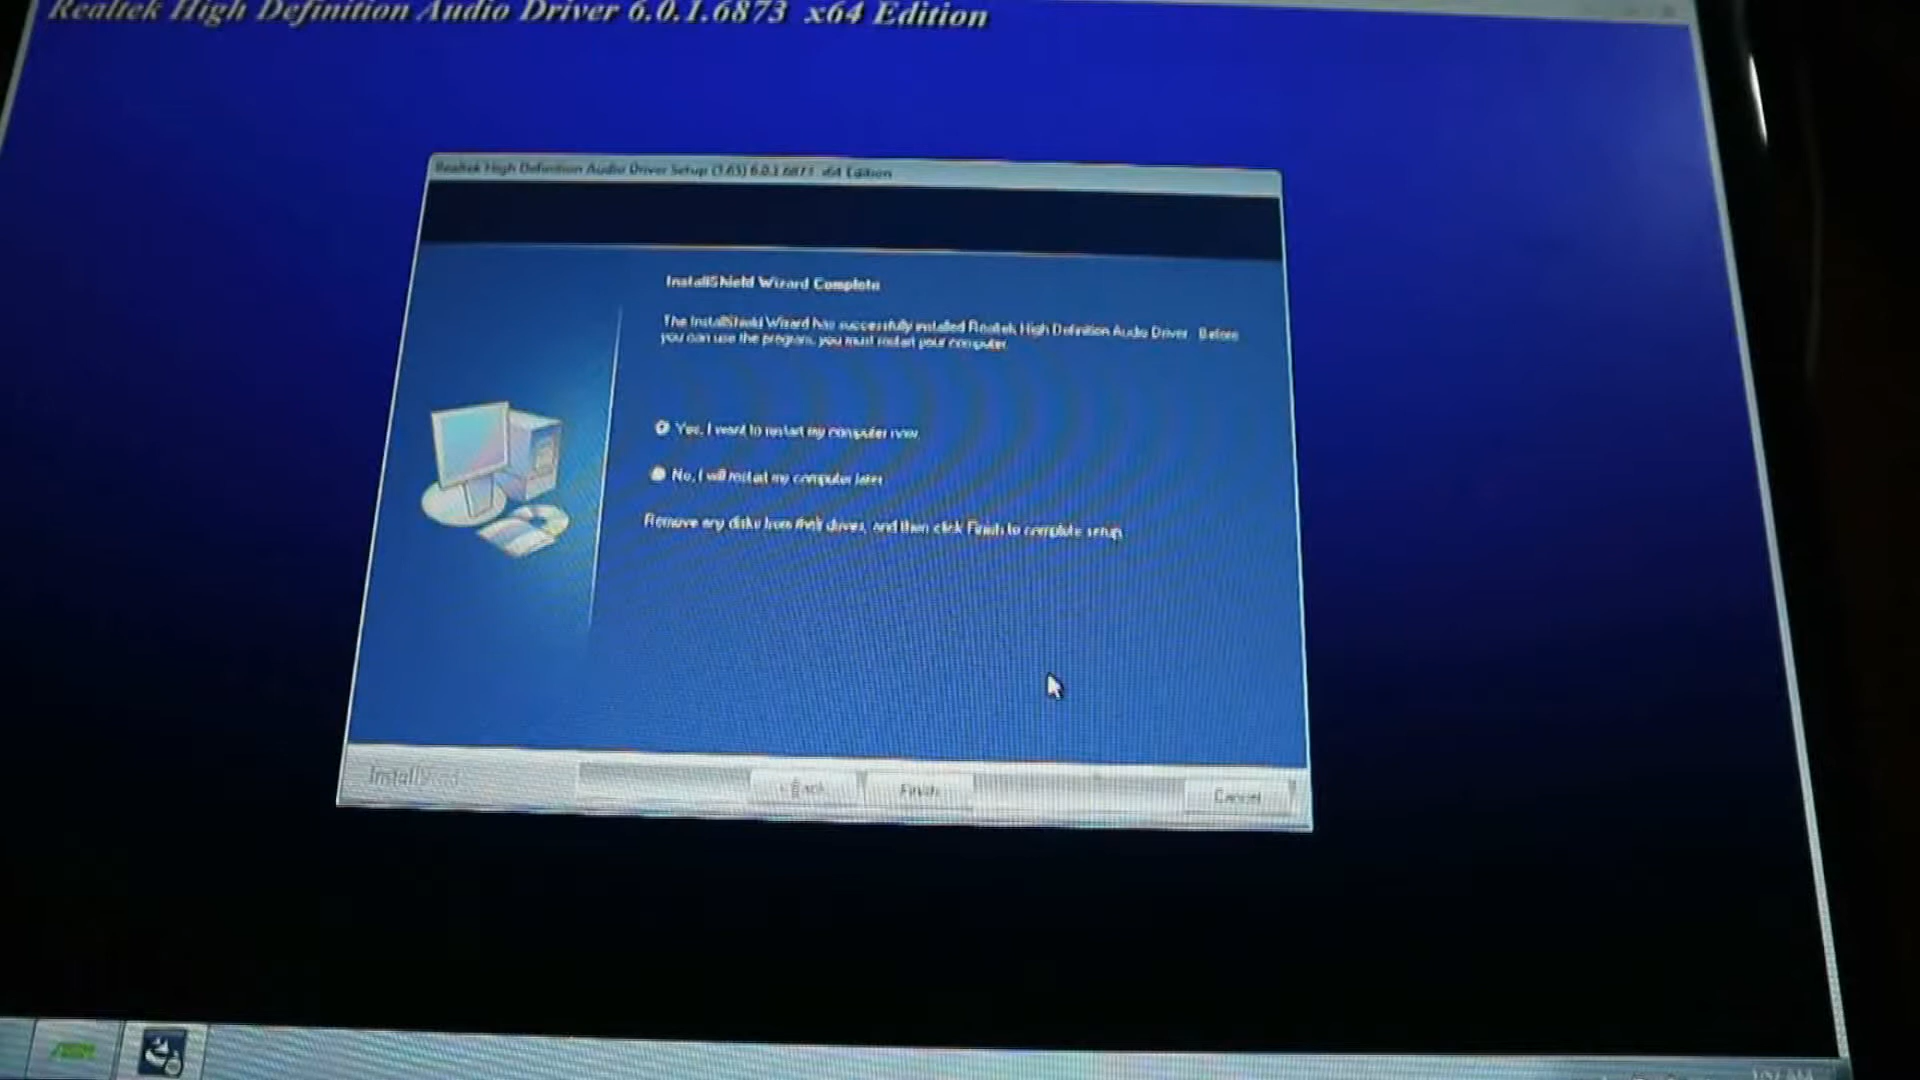 Realtek High Definition Audio Driver 6.0.1.6873 x64 Edition
Realtek High Definition Audio Driver Setup (3.65) 6.0.1.6873 x64 Edition
InstallShield Wizard Complete
The InstallShield Wizard has successfully installed Realtek High Definition Audio Driver. Before
you can use the program, you must restart your computer.
Yes, I want to restart my computer now.
No, I will restart my computer later.
Remove any disks from their drives, and then click Finish to complete setup.
InstallShield
< Back
Finish
Cancel